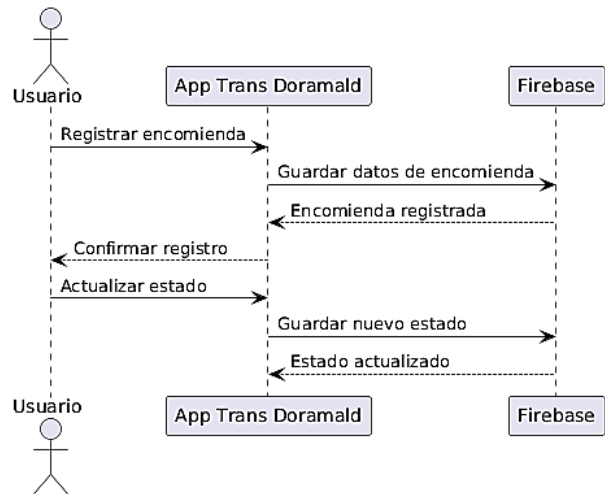 Usuario
App Trans Doramald
Firebase
Registrar encomienda
Guardar datos de encomienda
Encomienda registrada
Confirmar registro
Actualizar estado
Guardar nuevo estado
Estado actualizado
Usuario
App Trans Doramald
Firebase